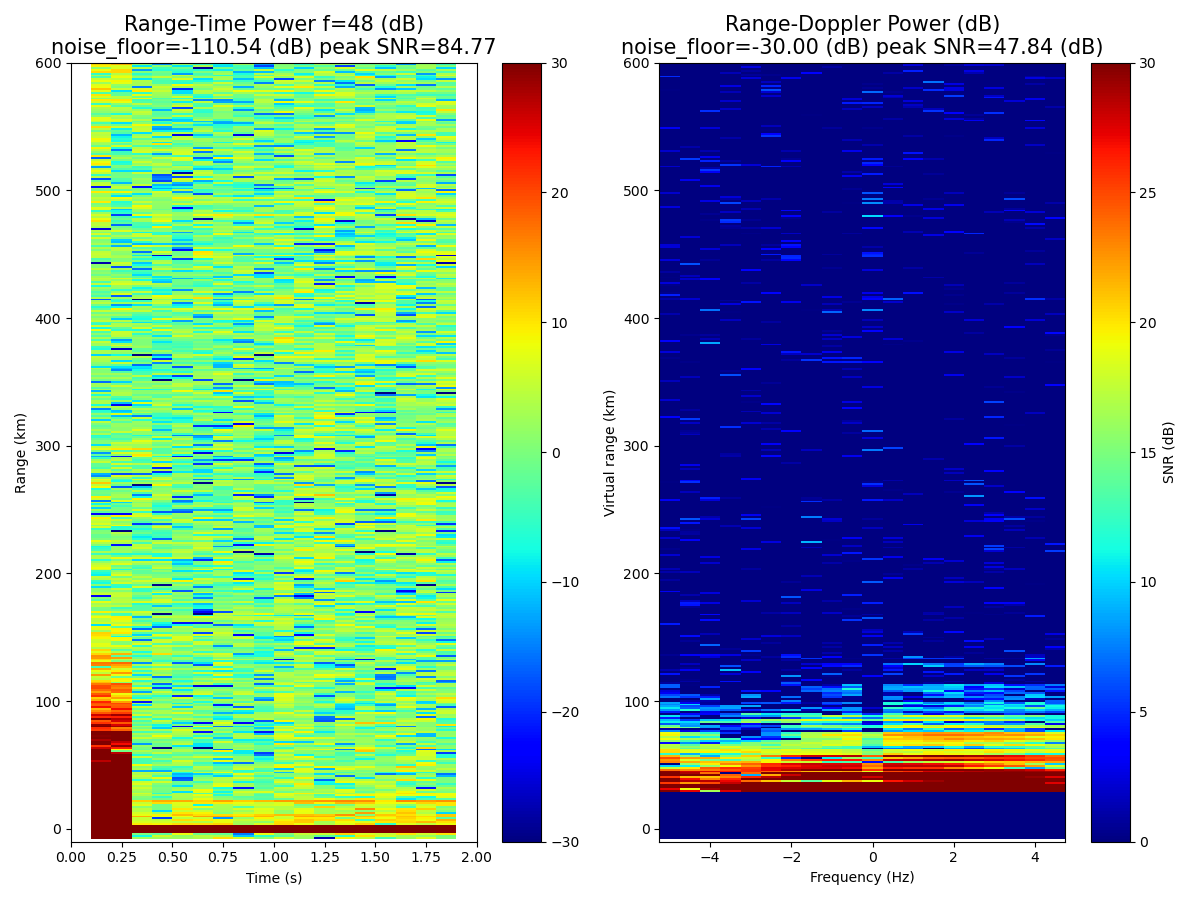 Range-Time Power f=48 (dB)
noise_floor=-110.54 (dB) peak SNR=84.77
Range-Doppler Power (dB)
noise_floor=-30.00 (dB) peak SNR=47.84 (dB)
600
500
400
300
200
100
0
Range (km)
0.00 0.25 0.50 0.75 1.00 1.25 1.50 1.75 2.00
Time (s)
30
20
10
0
−10
−20
−30
600
500
400
300
200
100
0
Virtual range (km)
−4 −2 0 2 4
Frequency (Hz)
30
25
20
15
10
5
0
SNR (dB)